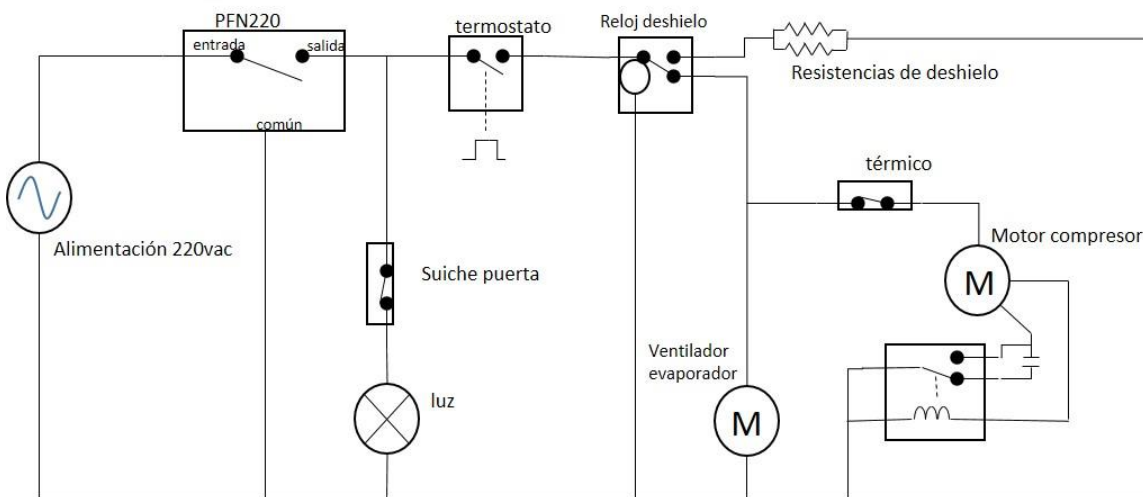 PFN220
entrada
salida
común
termostato
Reloj deshielo
Resistencias de deshielo
térmico
Alimentación 220vac
Suiche puerta
Motor compresor
M
Ventilador
evaporador
luz
M